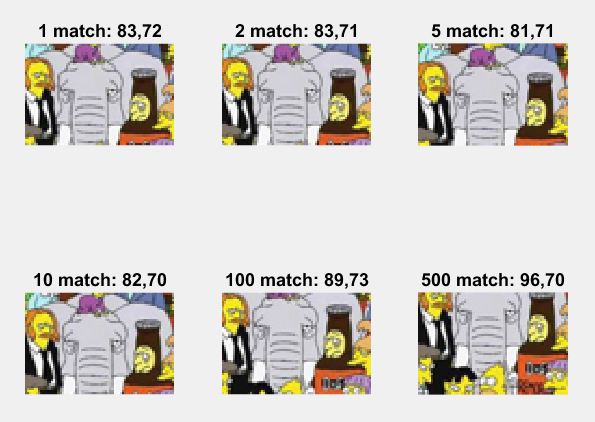 1 match: 83,72
2 match: 83,71
5 match: 81,71
10 match: 82,70
100 match: 89,73
500 match: 96,70